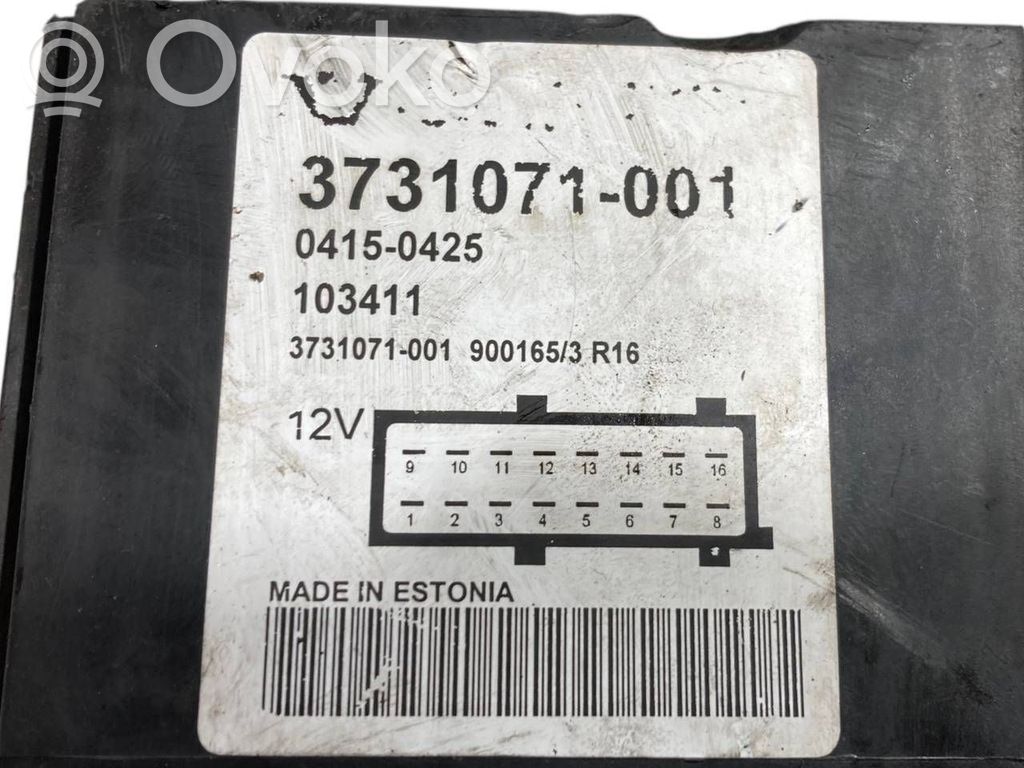 Ovoko
3731071-001
0415-0425
103411
3731071-001 900165/3 R16
12V
9 10 11 12 13 14 15 16
1 2 3 4 5 6 7 8
MADE IN ESTONIA